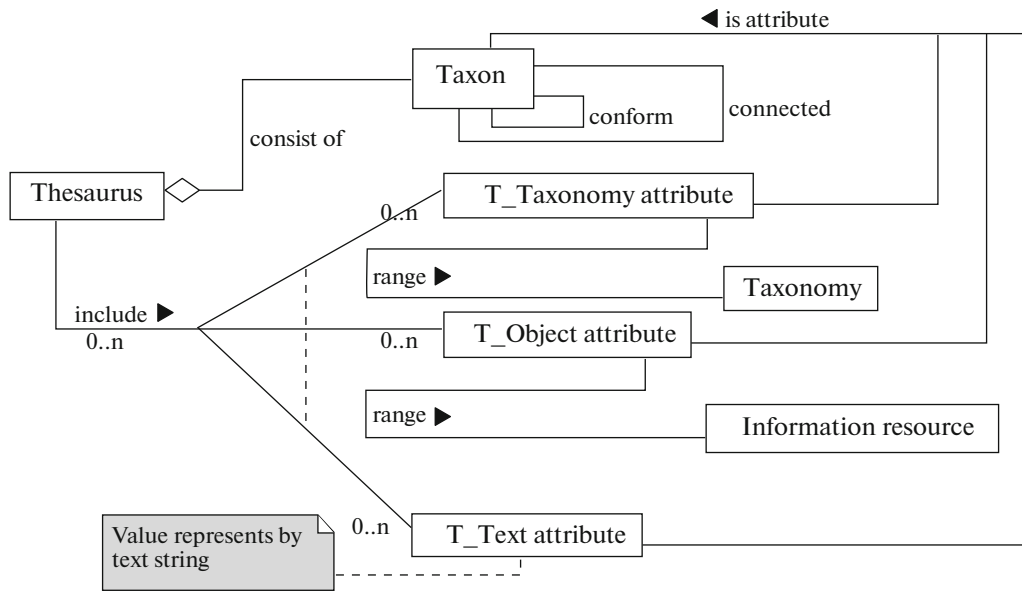 ◀ is attribute
Taxon
conform
connected
consist of
Thesaurus
T_Taxonomy attribute
0..n
range ▶
Taxonomy
include ▶
0..n
T_Object attribute
0..n
range ▶
Information resource
T_Text attribute
0..n
Value represents by
text string